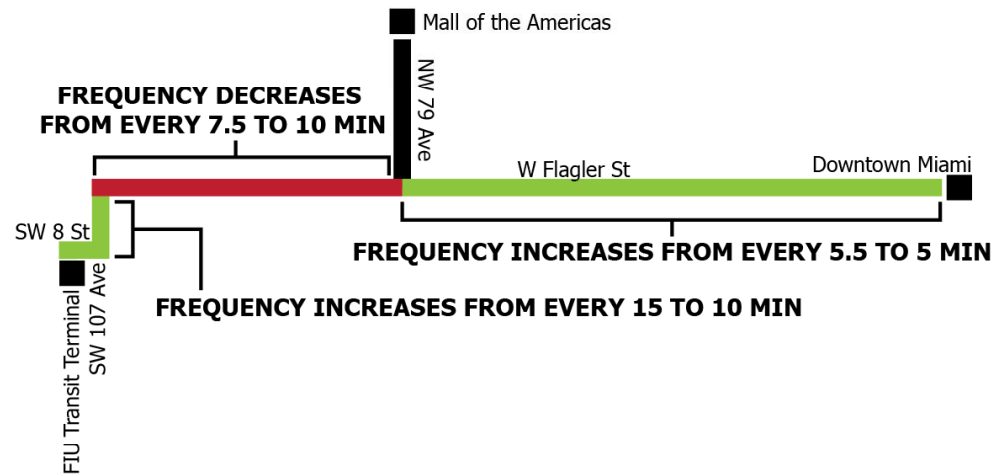 Mall of the Americas
FREQUENCY DECREASES
FROM EVERY 7.5 TO 10 MIN
NW 79 Ave
W Flagler St
Downtown Miami
SW 8 St
FREQUENCY INCREASES FROM EVERY 5.5 TO 5 MIN
FREQUENCY INCREASES FROM EVERY 15 TO 10 MIN
FIU Transit Terminal
SW 107 Ave